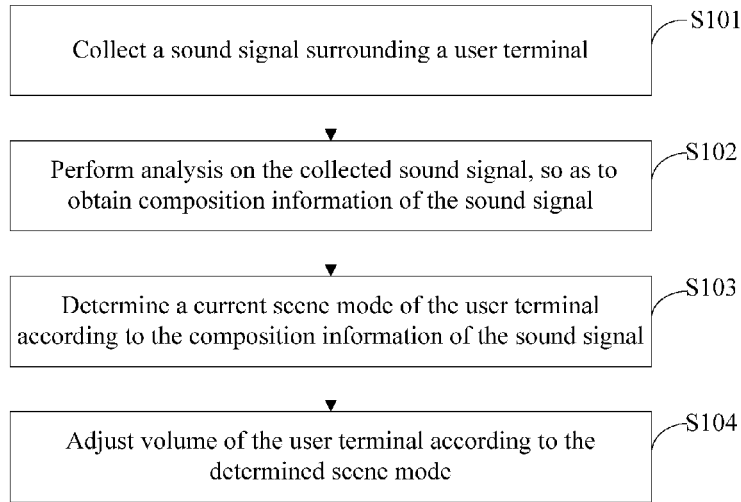 S101
Collect a sound signal surrounding a user terminal
S102
Perform analysis on the collected sound signal, so as to
obtain composition information of the sound signal
S103
Determine a current scene mode of the user terminal
according to the composition information of the sound signal
S104
Adjust volume of the user terminal according to the
determined scene mode